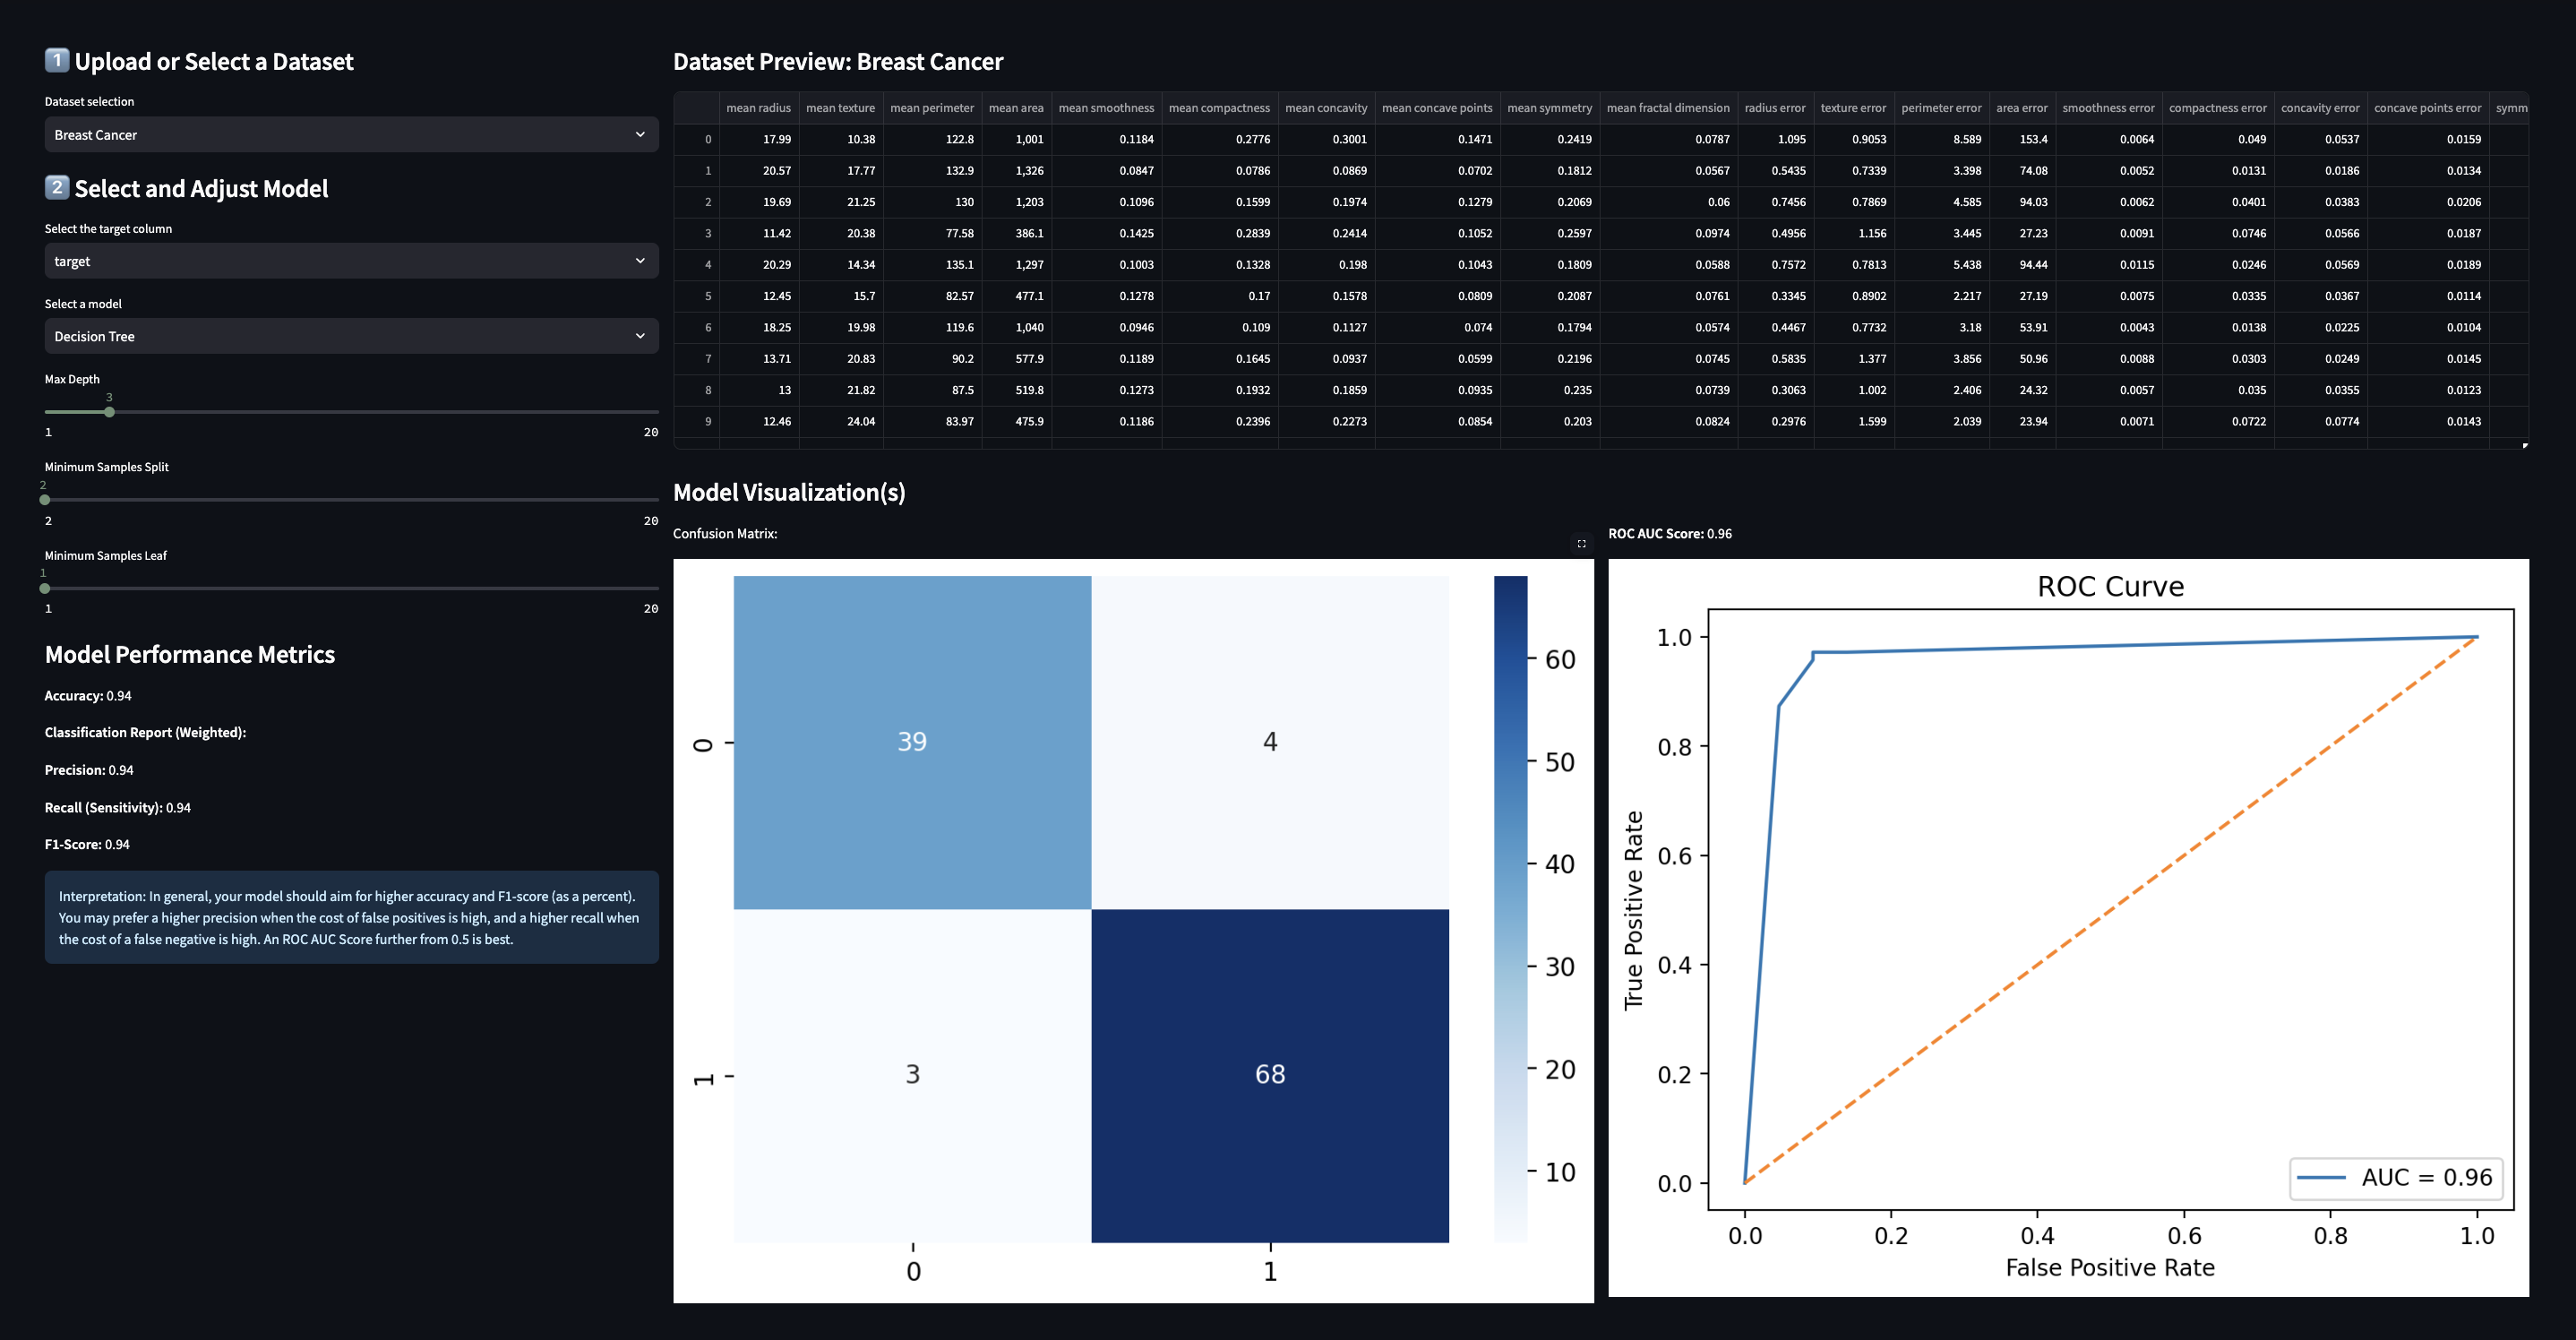 1 Upload or Select a Dataset
Dataset selection
Breast Cancer
2 Select and Adjust Model
Select the target column
target
Select a model
Decision Tree
Max Depth
3
1 20
Minimum Samples Split
2
2 20
Minimum Samples Leaf
1
1 20
Model Performance Metrics
Accuracy: 0.94
Classification Report (Weighted):
Precision: 0.94
Recall (Sensitivity): 0.94
F1-Score: 0.94
Interpretation: In general, your model should aim for higher accuracy and F1-score (as a percent).
You may prefer a higher precision when the cost of false positives is high, and a higher recall when
the cost of a false negative is high. An ROC AUC Score further from 0.5 is best.
Dataset Preview: Breast Cancer
mean radius mean texture mean perimeter mean area mean smoothness mean compactness mean concavity mean concave points mean symmetry mean fractal dimension radius error texture error perimeter error area error smoothness error compactness error concavity error concave points error symm
0 17.99 10.38 122.8 1,001 0.1184 0.2776 0.3001 0.1471 0.2419 0.0787 1.095 0.9053 8.589 153.4 0.0064 0.049 0.0537 0.0159
1 20.57 17.77 132.9 1,326 0.0847 0.0786 0.0869 0.0702 0.1812 0.0567 0.5435 0.7339 3.398 74.08 0.0052 0.0131 0.0186 0.0134
2 19.69 21.25 130 1,203 0.1096 0.1599 0.1974 0.1279 0.2069 0.06 0.7456 0.7869 4.585 94.03 0.0062 0.0401 0.0383 0.0206
3 11.42 20.38 77.58 386.1 0.1425 0.2839 0.2414 0.1052 0.2597 0.0974 0.4956 1.156 3.445 27.23 0.0091 0.0746 0.0566 0.0187
4 20.29 14.34 135.1 1,297 0.1003 0.1328 0.198 0.1043 0.1809 0.0588 0.7572 0.7813 5.438 94.44 0.0115 0.0246 0.0569 0.0189
5 12.45 15.7 82.57 477.1 0.1278 0.17 0.1578 0.0809 0.2087 0.0761 0.3345 0.8902 2.217 27.19 0.0075 0.0335 0.0367 0.0114
6 18.25 19.98 119.6 1,040 0.0946 0.109 0.1127 0.074 0.1794 0.0574 0.4467 0.7732 3.18 53.91 0.0043 0.0138 0.0225 0.0104
7 13.71 20.83 90.2 577.9 0.1189 0.1645 0.0937 0.0599 0.2196 0.0745 0.5835 1.377 3.856 50.96 0.0088 0.0303 0.0249 0.0145
8 13 21.82 87.5 519.8 0.1273 0.1932 0.1859 0.0935 0.235 0.0739 0.3063 1.002 2.406 24.32 0.0057 0.035 0.0355 0.0123
9 12.46 24.04 83.97 475.9 0.1186 0.2396 0.2273 0.0854 0.203 0.0824 0.2976 1.599 2.039 23.94 0.0071 0.0722 0.0774 0.0143
Model Visualization(s)
Confusion Matrix:
0
39 4
1
3 68
0 1
60
50
40
30
20
10
ROC AUC Score: 0.96
ROC Curve
True Positive Rate
1.0
0.8
0.6
0.4
0.2
0.0
AUC = 0.96
0.0 0.2 0.4 0.6 0.8 1.0
False Positive Rate